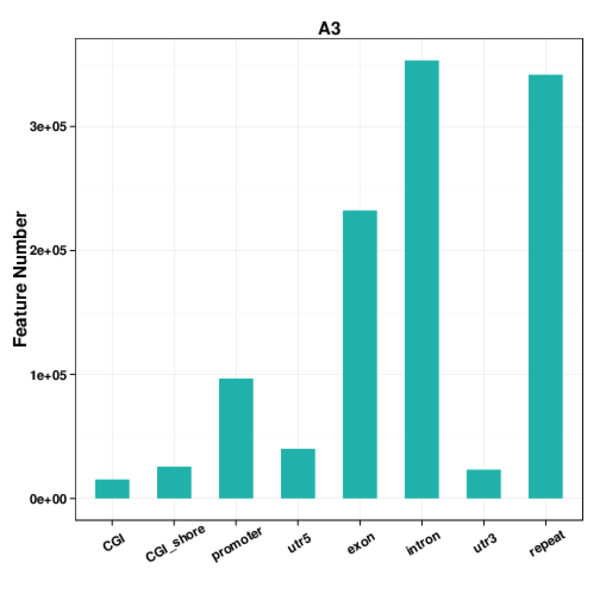 A3
Feature Number
3e+05
2e+05
1e+05
0e+00
CGI
CGI_shore
promoter
utr5
exon
intron
utr3
repeat